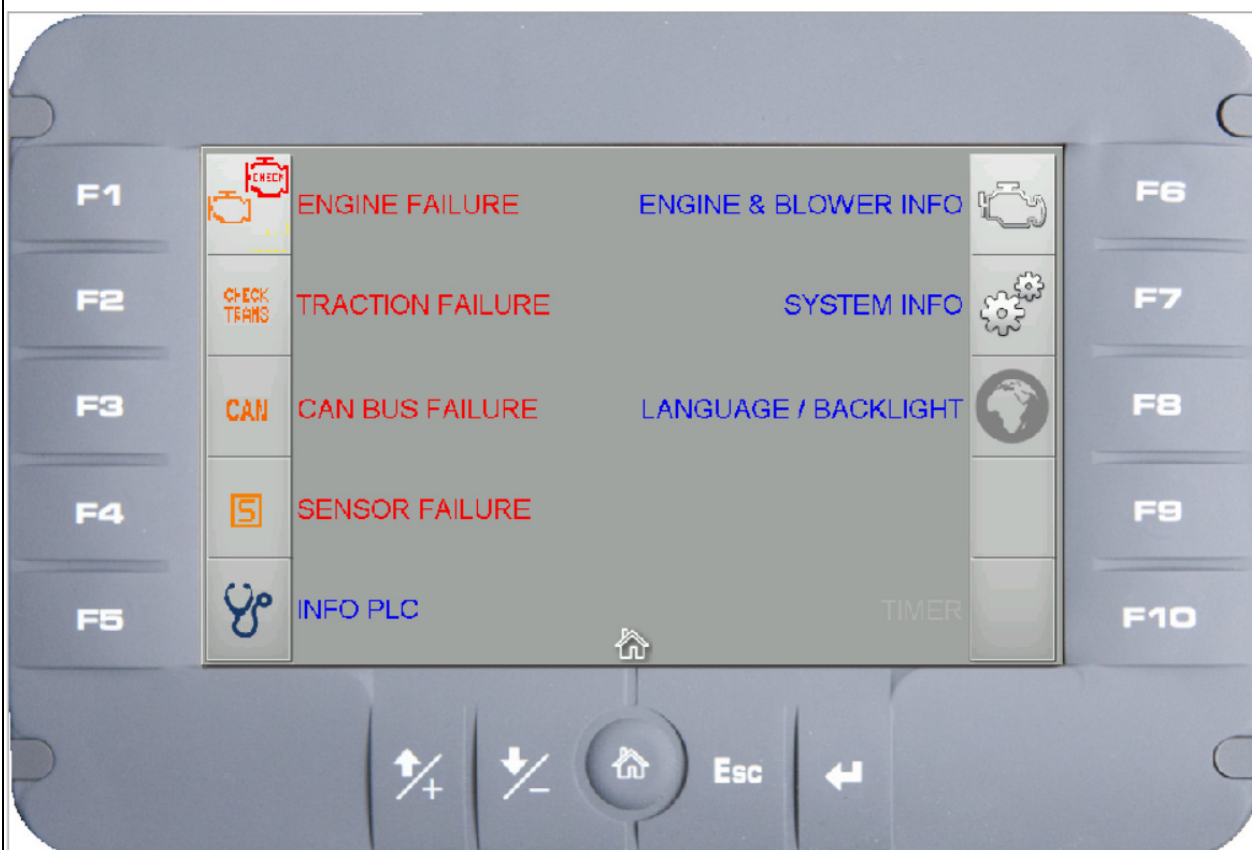 F1
CHECK
ENGINE FAILURE
ENGINE & BLOWER INFO
F6
F2
CHECK
TRANS
TRACTION FAILURE
SYSTEM INFO
F7
F3
CAN
CAN BUS FAILURE
LANGUAGE / BACKLIGHT
F8
F4
S
SENSOR FAILURE
F9
F5
INFO PLC
TIMER
F10
+
-
Esc